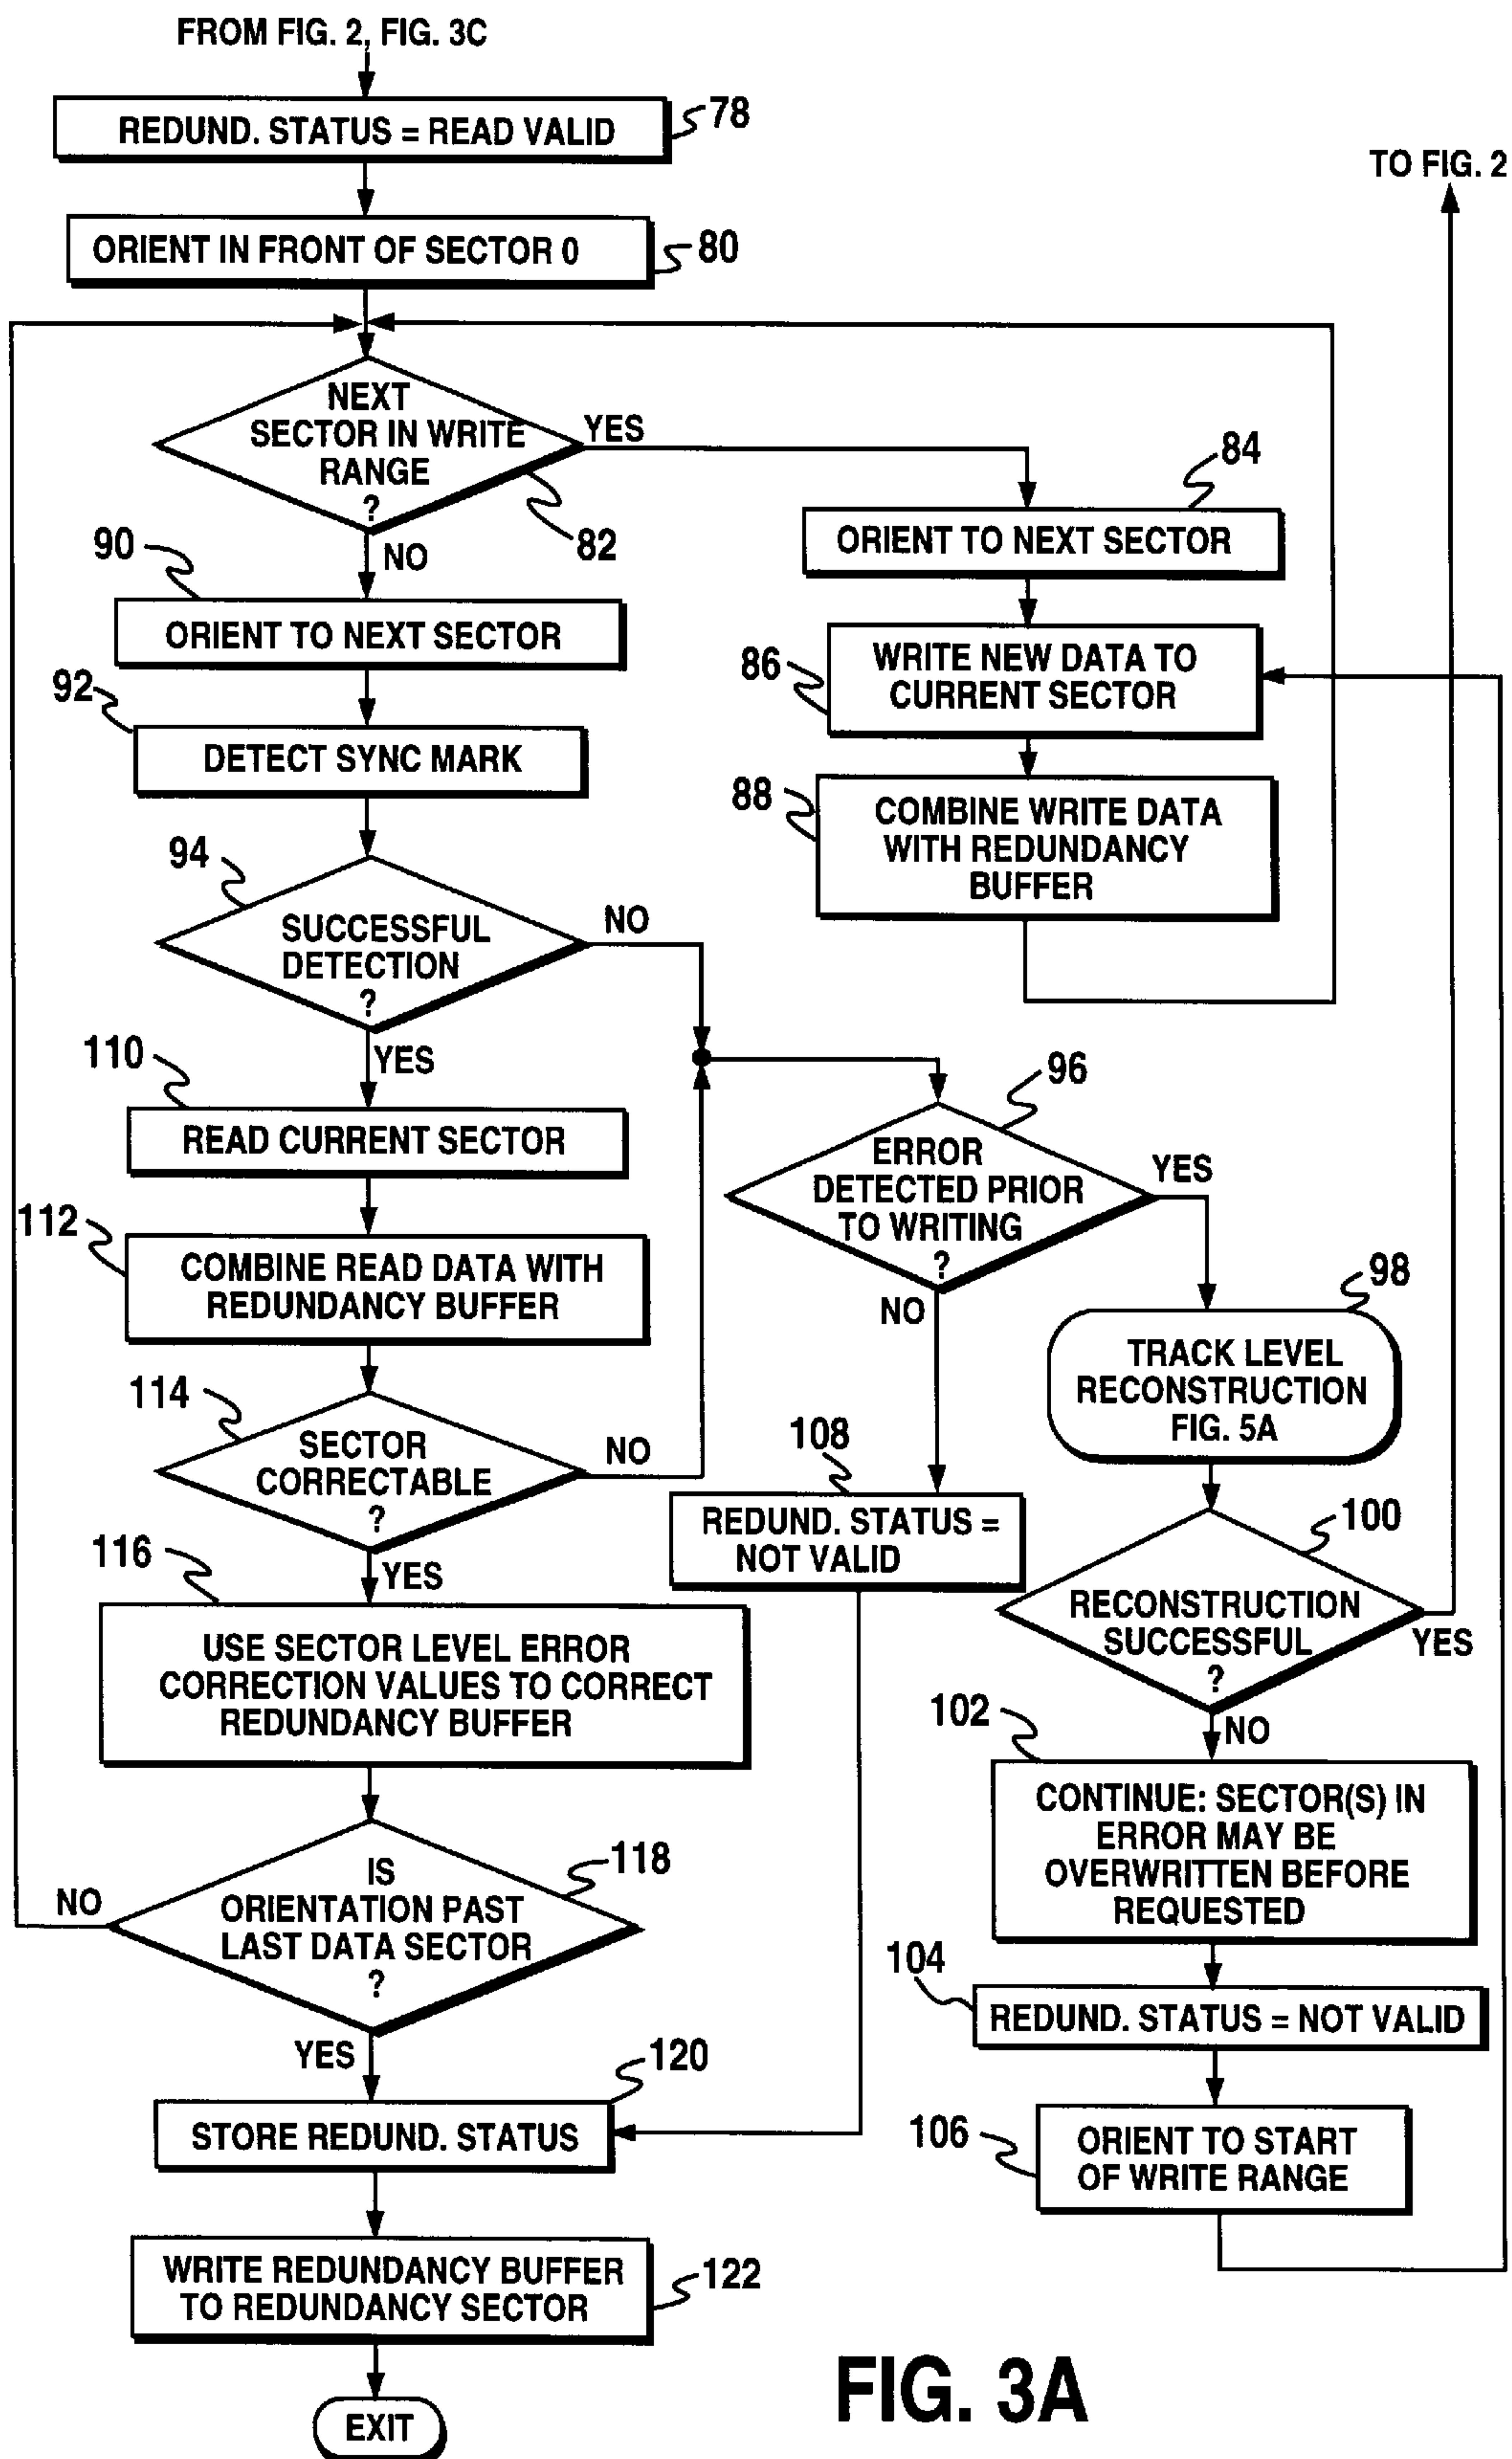 FROM FIG. 2, FIG. 3C
REDUND. STATUS = READ VALID
78
TO FIG. 2
ORIENT IN FRONT OF SECTOR 0
80
NEXT
SECTOR IN WRITE
RANGE
?
YES
82
NO
84
ORIENT TO NEXT SECTOR
86
WRITE NEW DATA TO
CURRENT SECTOR
88
COMBINE WRITE DATA
WITH REDUNDANCY
BUFFER
90
ORIENT TO NEXT SECTOR
92
DETECT SYNC MARK
94
SUCCESSFUL
DETECTION
?
NO
YES
96
ERROR
DETECTED PRIOR
TO WRITING
?
YES
NO
98
TRACK LEVEL
RECONSTRUCTION
FIG. 5A
110
READ CURRENT SECTOR
112
COMBINE READ DATA WITH
REDUNDANCY BUFFER
114
SECTOR
CORRECTABLE
?
NO
YES
108
REDUND. STATUS =
NOT VALID
100
RECONSTRUCTION
SUCCESSFUL
?
YES
NO
116
USE SECTOR LEVEL ERROR
CORRECTION VALUES TO CORRECT
REDUNDANCY BUFFER
102
CONTINUE: SECTOR(S) IN
ERROR MAY BE
OVERWRITTEN BEFORE
REQUESTED
118
IS
ORIENTATION PAST
LAST DATA SECTOR
?
NO
YES
104
REDUND. STATUS = NOT VALID
106
ORIENT TO START
OF WRITE RANGE
120
STORE REDUND. STATUS
WRITE REDUNDANCY BUFFER
TO REDUNDANCY SECTOR
122
EXIT
FIG. 3A